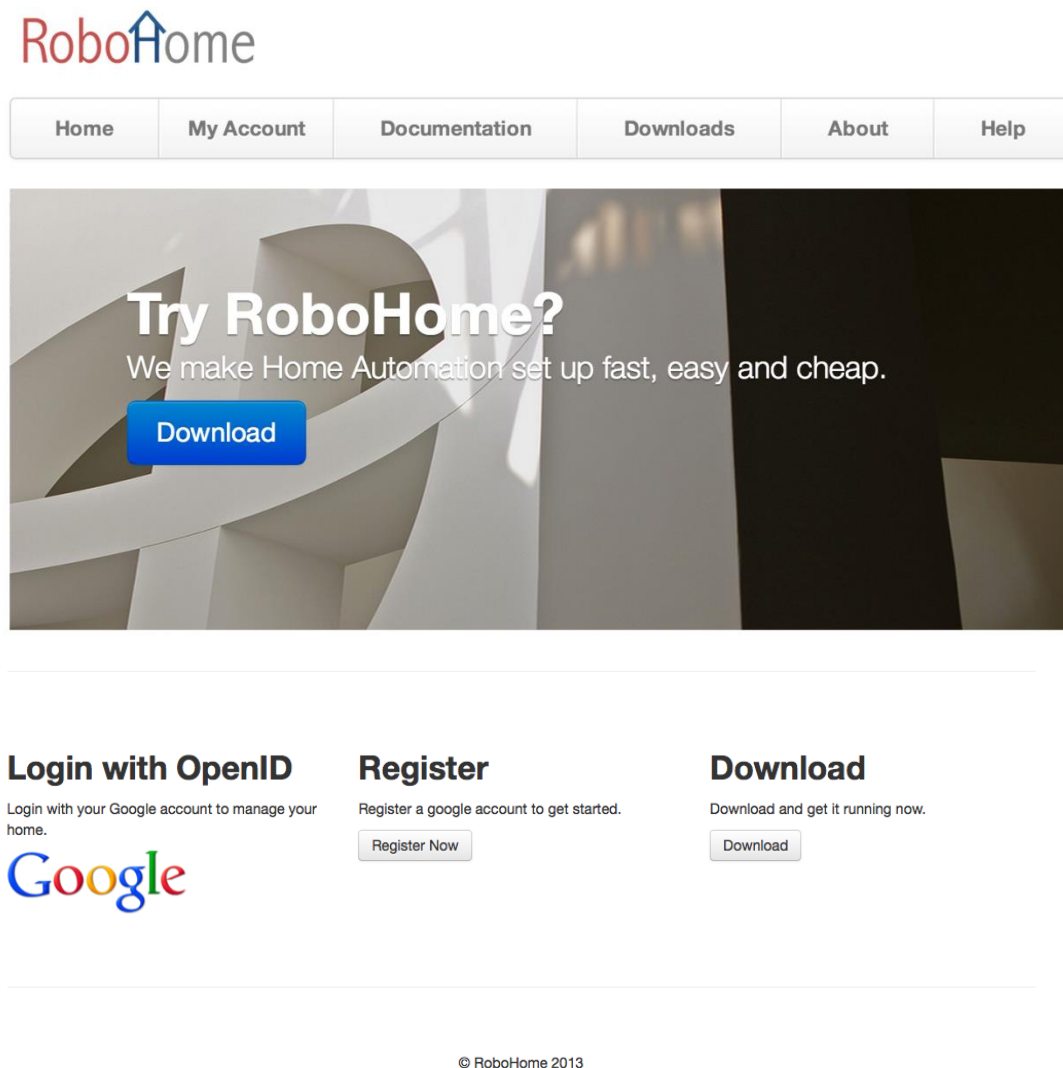 RoboHome
Home
My Account
Documentation
Downloads
About
Help
Try RoboHome?
We make Home Automation set up fast, easy and cheap.
Download
Login with OpenID
Login with your Google account to manage your
home.
Google
Register
Register a google account to get started.
Register Now
Download
Download and get it running now.
Download
© RoboHome 2013